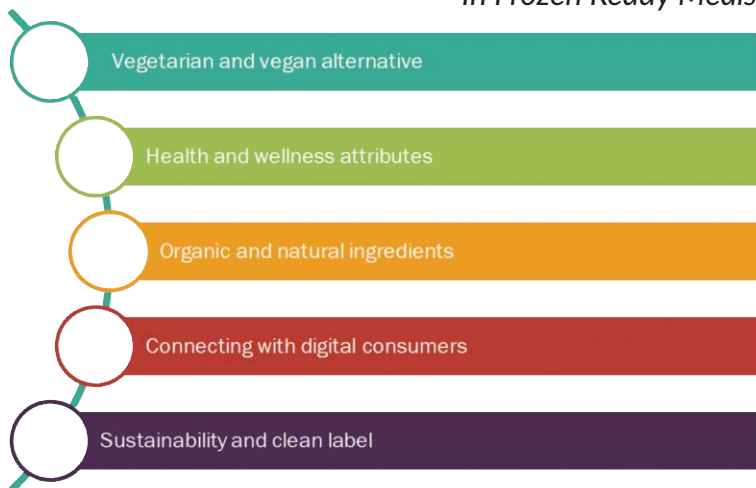 In Frozen Ready Meals
Vegetarian and vegan alternative
Health and wellness attributes
Organic and natural ingredients
Connecting with digital consumers
Sustainability and clean label